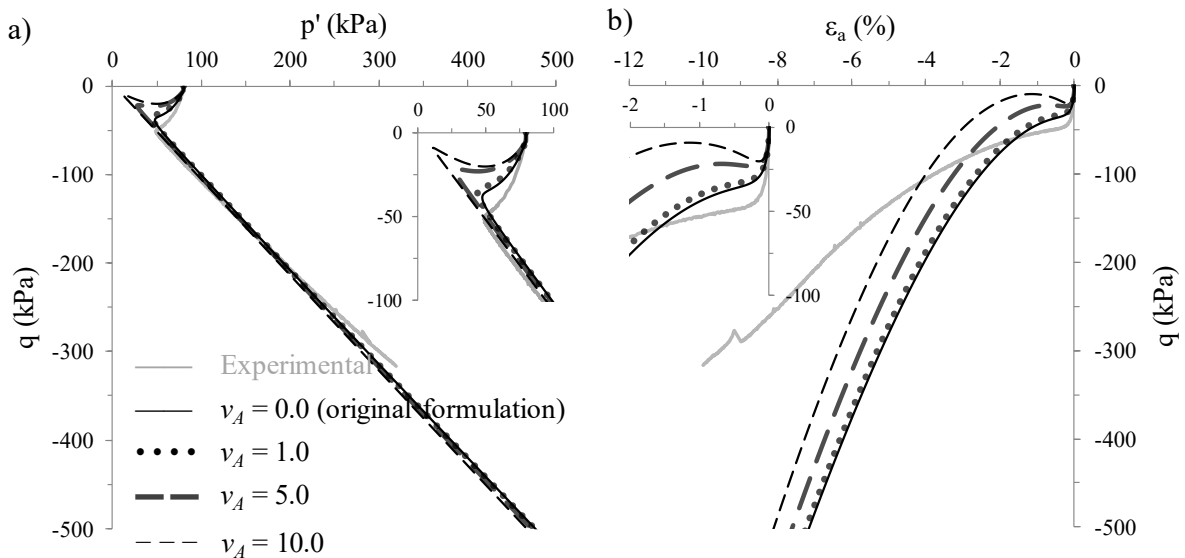 a)
p' (kPa)
0 100 200 300 400 500
0
-100
-200
-300
-400
-500
q (kPa)
0 50 100
0
-50
-100
Experimental
v_A = 0.0 (original formulation)
v_A = 1.0
v_A = 5.0
v_A = 10.0
b)
ε_a (%)
-12 -10 -8 -6 -4 -2 0
0
-100
-200
-300
-400
-500
q (kPa)
-2 -1 0
0
-50
-100